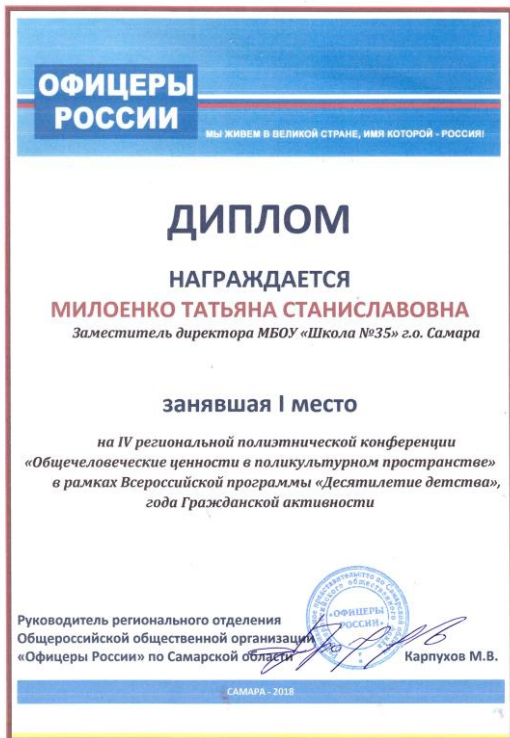 ОФИЦЕРЫ
РОССИИ
МЫ ЖИВЕМ В ВЕЛИКОЙ СТРАНЕ, ИМЯ КОТОРОЙ - РОССИЯ!
ДИПЛОМ
НАГРАЖДАЕТСЯ
МИЛОЕНКО ТАТЬЯНА СТАНИСЛАВОВНА
Заместитель директора МБОУ «Школа №35» г.о. Самара
занявшая I место
на IV региональной полиэтнической конференции
«Общечеловеческие ценности в поликультурном пространстве»
в рамках Всероссийской программы «Десятилетие детства»,
года Гражданской активности
«ОФИЦЕРЫ
РОССИИ»
Руководитель регионального отделения
Общероссийской общественной организации
«Офицеры России» по Самарской области
Карпухов М.В.
САМАРА - 2018